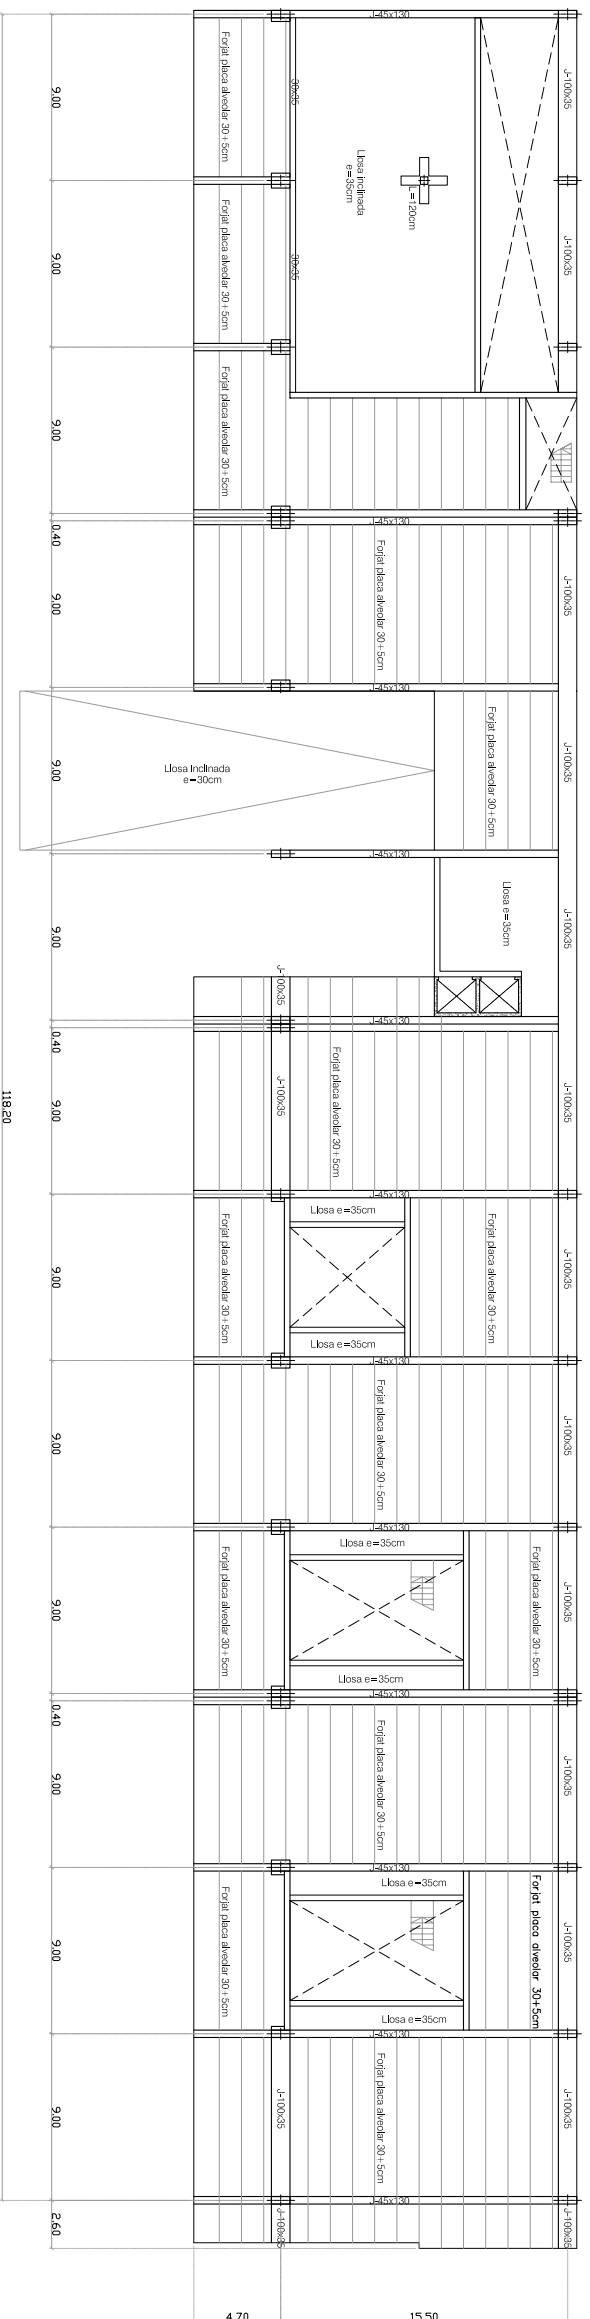 J-45x130
J-100x35
Forjat placa alveolar 30+5cm
30x35
9,00
Llosa inclinada
e=35cm
L=120cm
J-100x35
Forjat placa alveolar 30+5cm
30x35
9,00
Forjat placa alveolar 30+5cm
9,00
J-45x130
0,40
J-100x35
Forjat placa alveolar 30+5cm
9,00
J-45x130
J-100x35
Forjat placa alveolar 30+5cm
Llosa inclinada
e=30cm
9,00
J-45x130
J-100x35
Llosa e=35cm
9,00
J-100x35
J-45x130
0,40
J-100x35
Forjat placa alveolar 30+5cm
J-100x35
9,00
118,20
J-45x130
Llosa e=35cm
J-100x35
Forjat placa alveolar 30+5cm
Forjat placa alveolar 30+5cm
9,00
Llosa e=35cm
J-45x130
J-100x35
Forjat placa alveolar 30+5cm
9,00
J-45x130
Llosa e=35cm
J-100x35
Forjat placa alveolar 30+5cm
Forjat placa alveolar 30+5cm
9,00
Llosa e=35cm
J-45x130
0,40
J-100x35
Forjat placa alveolar 30+5cm
9,00
J-45x130
Llosa e=35cm
J-100x35
Forjat placa alveolar 30+5cm
Forjat placa alveolar 30+5cm
9,00
Llosa e=35cm
J-45x130
J-100x35
Forjat placa alveolar 30+5cm
J-100x35
9,00
J-45x130
J-100x35
J-100x35
2,60
4,70
15,50